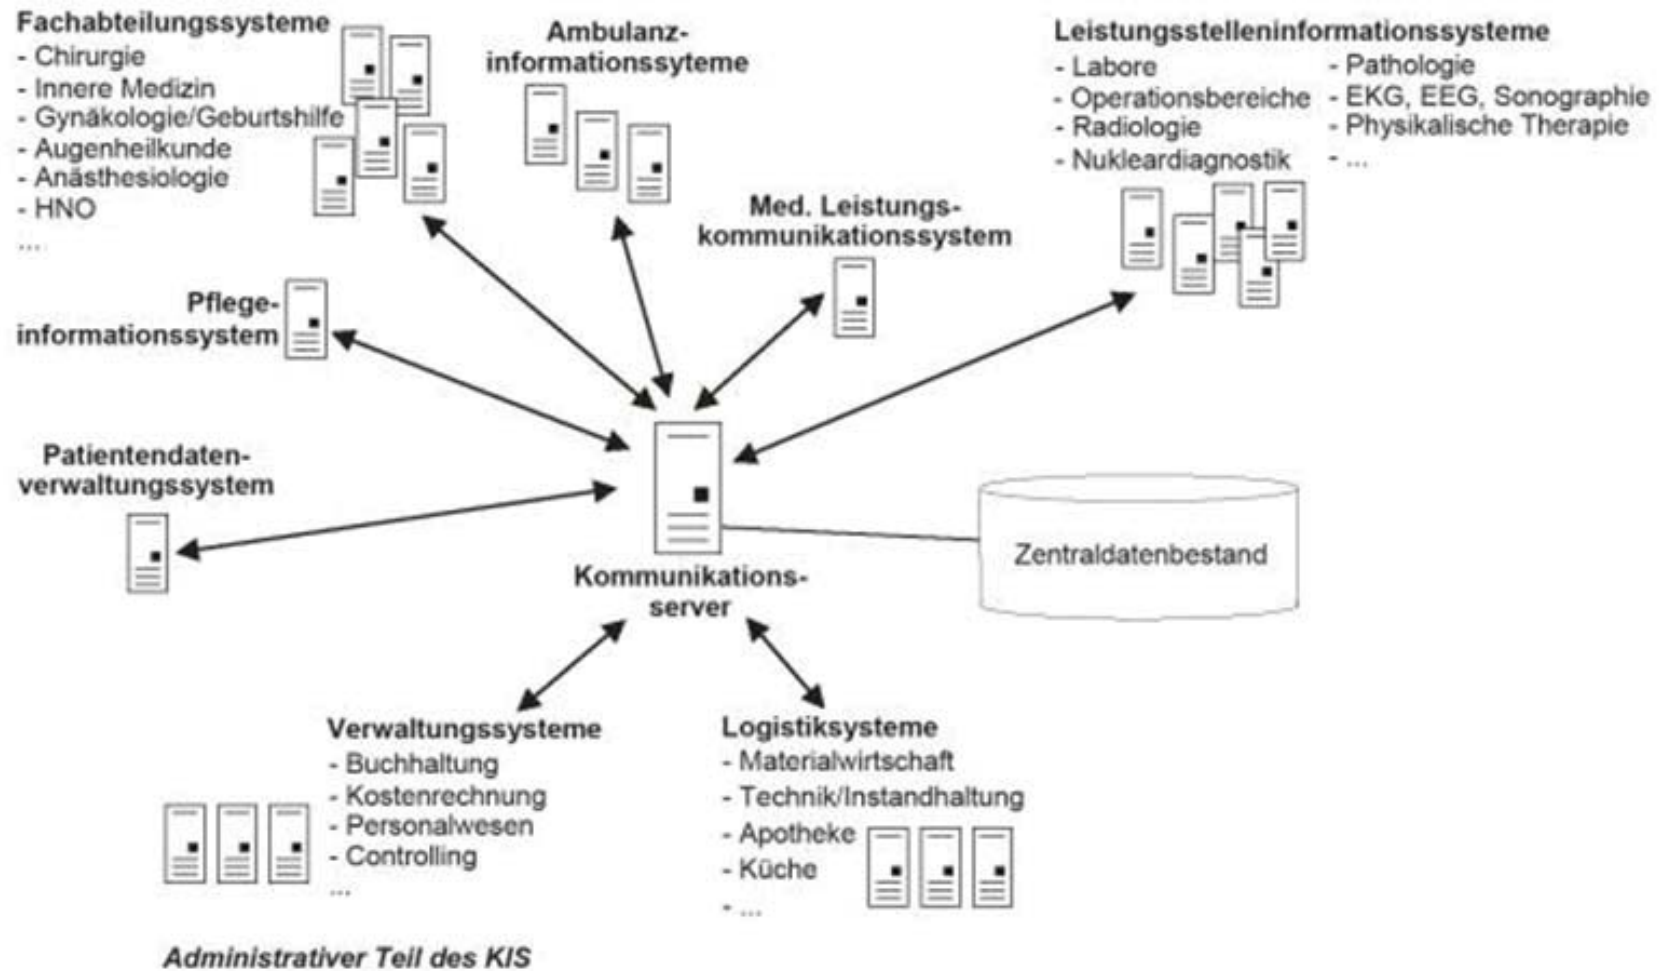 Fachabteilungssysteme
- Chirurgie
- Innere Medizin
- Gynäkologie/Geburtshilfe
- Augenheilkunde
- Anästhesiologie
- HNO
...
Ambulanz-
informationssyteme
Leistungsstelleninformationssysteme
- Labore
- Operationsbereiche
- Radiologie
- Nukleardiagnostik
- Pathologie
- EKG, EEG, Sonographie
- Physikalische Therapie
- ...
Med. Leistungs-
kommunikationssystem
Pflege-
informationssystem
Patientendaten-
verwaltungssystem
Kommunikations-
server
Zentraldatenbestand
Verwaltungssysteme
- Buchhaltung
- Kostenrechnung
- Personalwesen
- Controlling
...
Logistiksysteme
- Materialwirtschaft
- Technik/Instandhaltung
- Apotheke
- Küche
- ...
Administrativer Teil des KIS